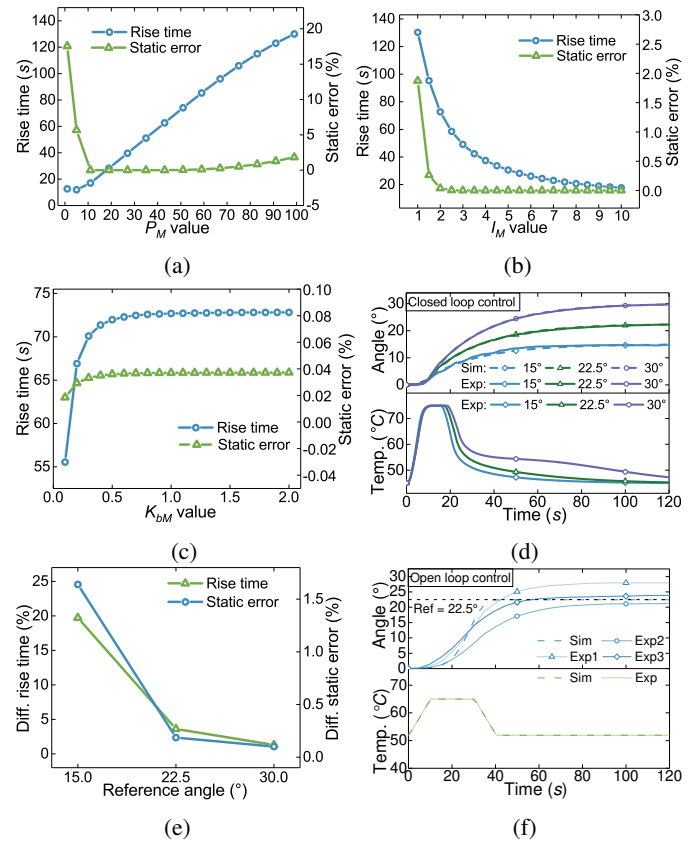 140
120
100
80
60
40
20
0
Rise time (s)
20
15
10
5
0
-5
Static error (%)
Rise time
Static error
0 10 20 30 40 50 60 70 80 90 100
P_M value
(a)
140
120
100
80
60
40
20
Rise time (s)
3.0
2.5
2.0
1.5
1.0
0.5
0.0
Static error (%)
Rise time
Static error
0 1 2 3 4 5 6 7 8 9 10
I_M value
(b)
75
70
65
60
55
Rise time (s)
0.10
0.08
0.06
0.04
0.02
0.00
-0.02
-0.04
Static error (%)
Rise time
Static error
0.0 0.5 1.0 1.5 2.0
K_bM value
(c)
Closed loop control
30
20
10
0
Angle (°)
Sim: 15° 22.5° 30°
Exp: 15° 22.5° 30°
Exp: 15° 22.5° 30°
70
60
50
Temp. (°C)
0 20 40 60 80 100 120
Time (s)
(d)
25
20
15
10
5
0
Diff. rise time (%)
1.5
1.0
0.5
0.0
Diff. static error (%)
Rise time
Static error
15.0 22.5 30.0
Reference angle (°)
(e)
Open loop control
30
25
20
15
10
5
0
Angle (°)
Ref = 22.5°
Sim Exp2
Exp1 Exp3
Sim Exp
70
60
50
40
Temp. (°C)
0 20 40 60 80 100 120
Time (s)
(f)